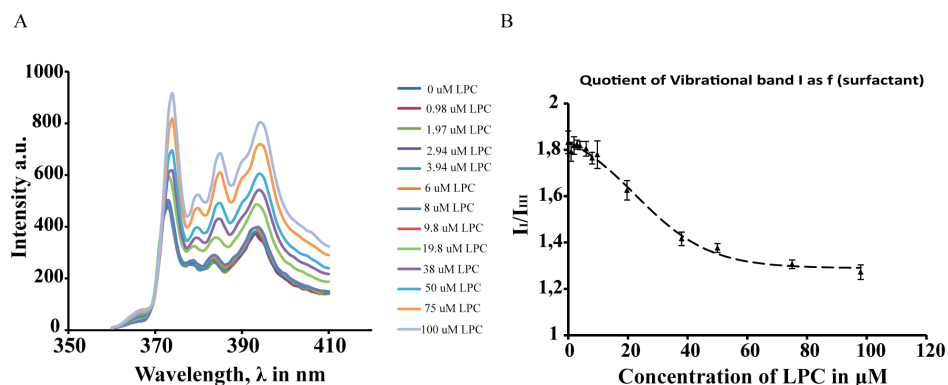 A
B
Intensity a.u.
1000
800
600
400
200
0
350
370
390
410
Wavelength, λ in nm
0 uM LPC
0.98 uM LPC
1.97 uM LPC
2.94 uM LPC
3.94 uM LPC
6 uM LPC
8 uM LPC
9.8 uM LPC
19.8 uM LPC
38 uM LPC
50 uM LPC
75 uM LPC
100 uM LPC
Quotient of Vibrational band I as f (surfactant)
I_I/I_III
2
1,8
1,6
1,4
1,2
1
0
20
40
60
80
100
120
Concentration of LPC in µM